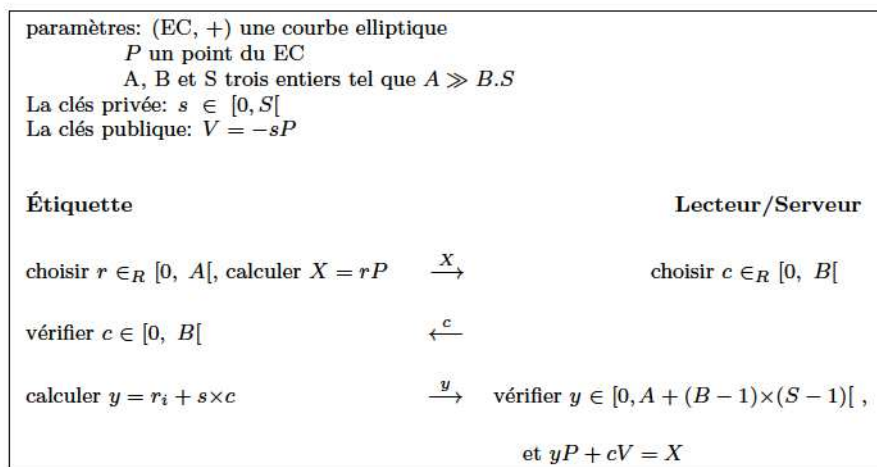 paramètres: (EC, +) une courbe elliptique
P un point du EC
A, B et S trois entiers tel que A ≫ B.S
La clés privée: s ∈ [0, S[
La clés publique: V = −sP
Étiquette Lecteur/Serveur
choisir r ∈R [0, A[, calculer X = rP X⟶ choisir c ∈R [0, B[
vérifier c ∈ [0, B[ c⟵
calculer y = ri + s×c y⟶ vérifier y ∈ [0, A + (B − 1)×(S − 1)[ ,
et yP + cV = X